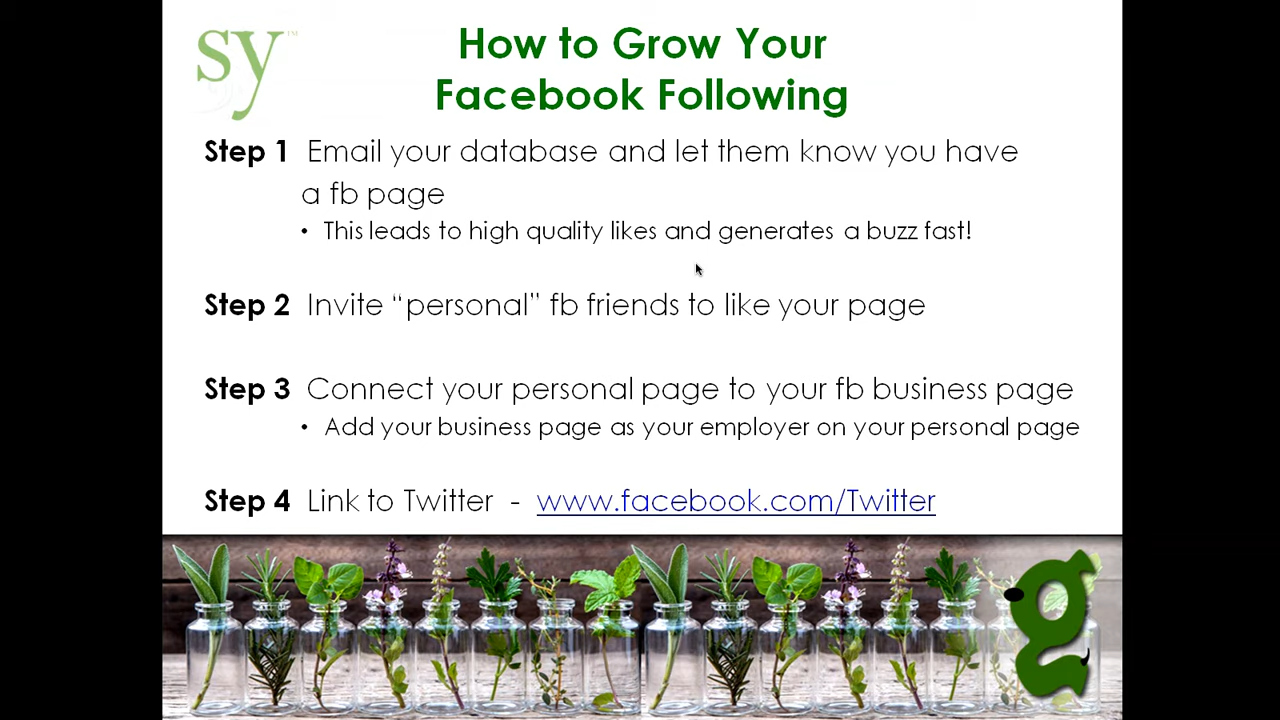 sy™
How to Grow Your
Facebook Following
Step 1 Email your database and let them know you have
a fb page
• This leads to high quality likes and generates a buzz fast!
Step 2 Invite “personal” fb friends to like your page
Step 3 Connect your personal page to your fb business page
• Add your business page as your employer on your personal page
Step 4 Link to Twitter - www.facebook.com/Twitter
g